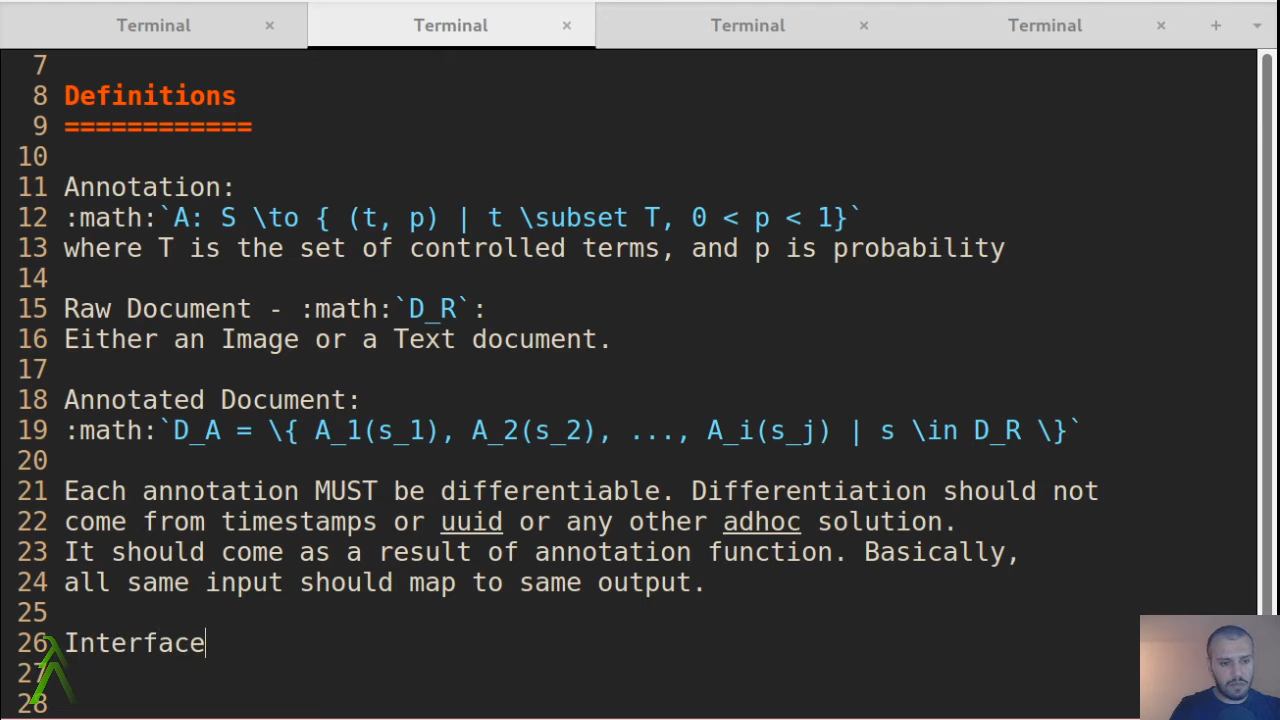 Terminal × Terminal × Terminal × Terminal × +
7
8 Definitions
9 ============
10
11 Annotation:
12 :math:`A: S \to { (t, p) | t \subset T, 0 < p < 1}`
13 where T is the set of controlled terms, and p is probability
14
15 Raw Document - :math:`D_R`:
16 Either an Image or a Text document.
17
18 Annotated Document:
19 :math:`D_A = \{ A_1(s_1), A_2(s_2), ..., A_i(s_j) | s \in D_R \}`
20
21 Each annotation MUST be differentiable. Differentiation should not
22 come from timestamps or uuid or any other adhoc solution.
23 It should come as a result of annotation function. Basically,
24 all same input should map to same output.
25
26 Interface
27
28